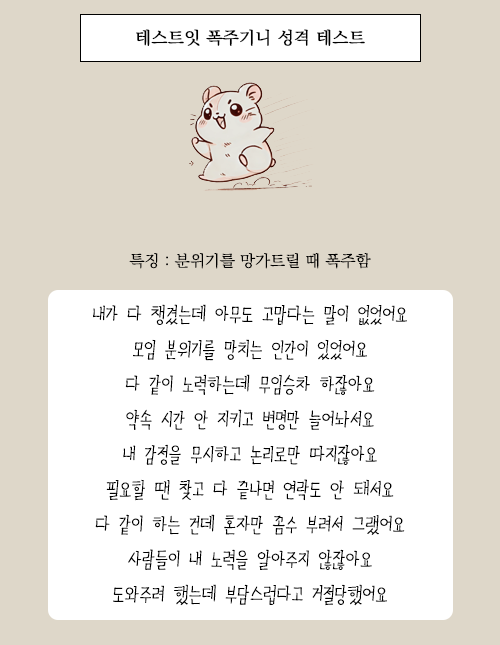 테스트잇 폭주기니 성격 테스트
특징 : 분위기를 망가트릴 때 폭주함
내가 다 챙겼는데 아무도 고맙다는 말이 없었어요
모임 분위기를 망치는 인간이 있었어요
다 같이 노력하는데 무임승차 하잖아요
약속 시간 안 지키고 변명만 늘어놔서요
내 감정을 무시하고 논리로만 따지잖아요
필요할 땐 찾고 다 끝나면 연락도 안 돼서요
다 같이 하는 건데 혼자만 꼼수 부려서 그랬어요
사람들이 내 노력을 알아주지 않잖아요
도와주려 했는데 부담스럽다고 거절당했어요